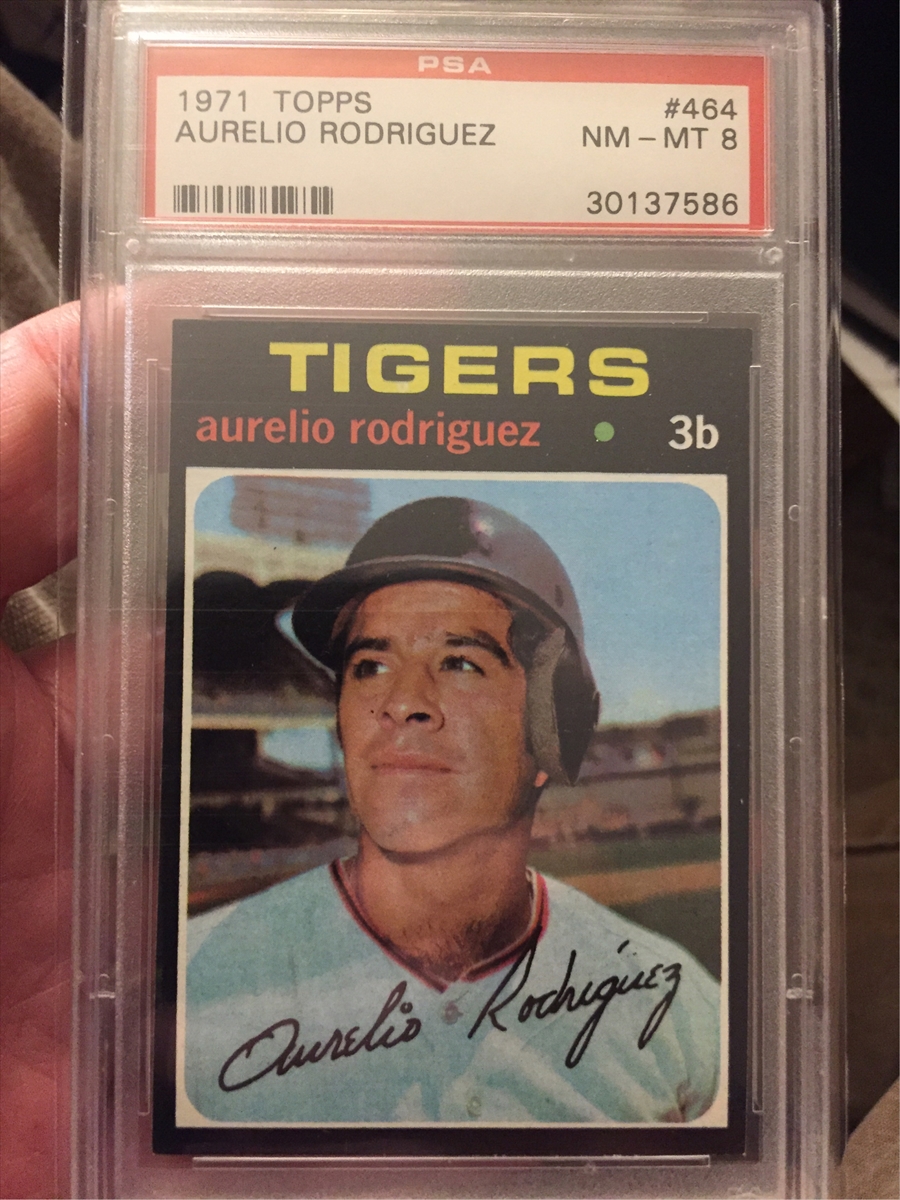 PSA
1971 TOPPS #464
AURELIO RODRIGUEZ NM - MT 8
30137586
TIGERS
aurelio rodriguez • 3b
Aurelio Rodriguez